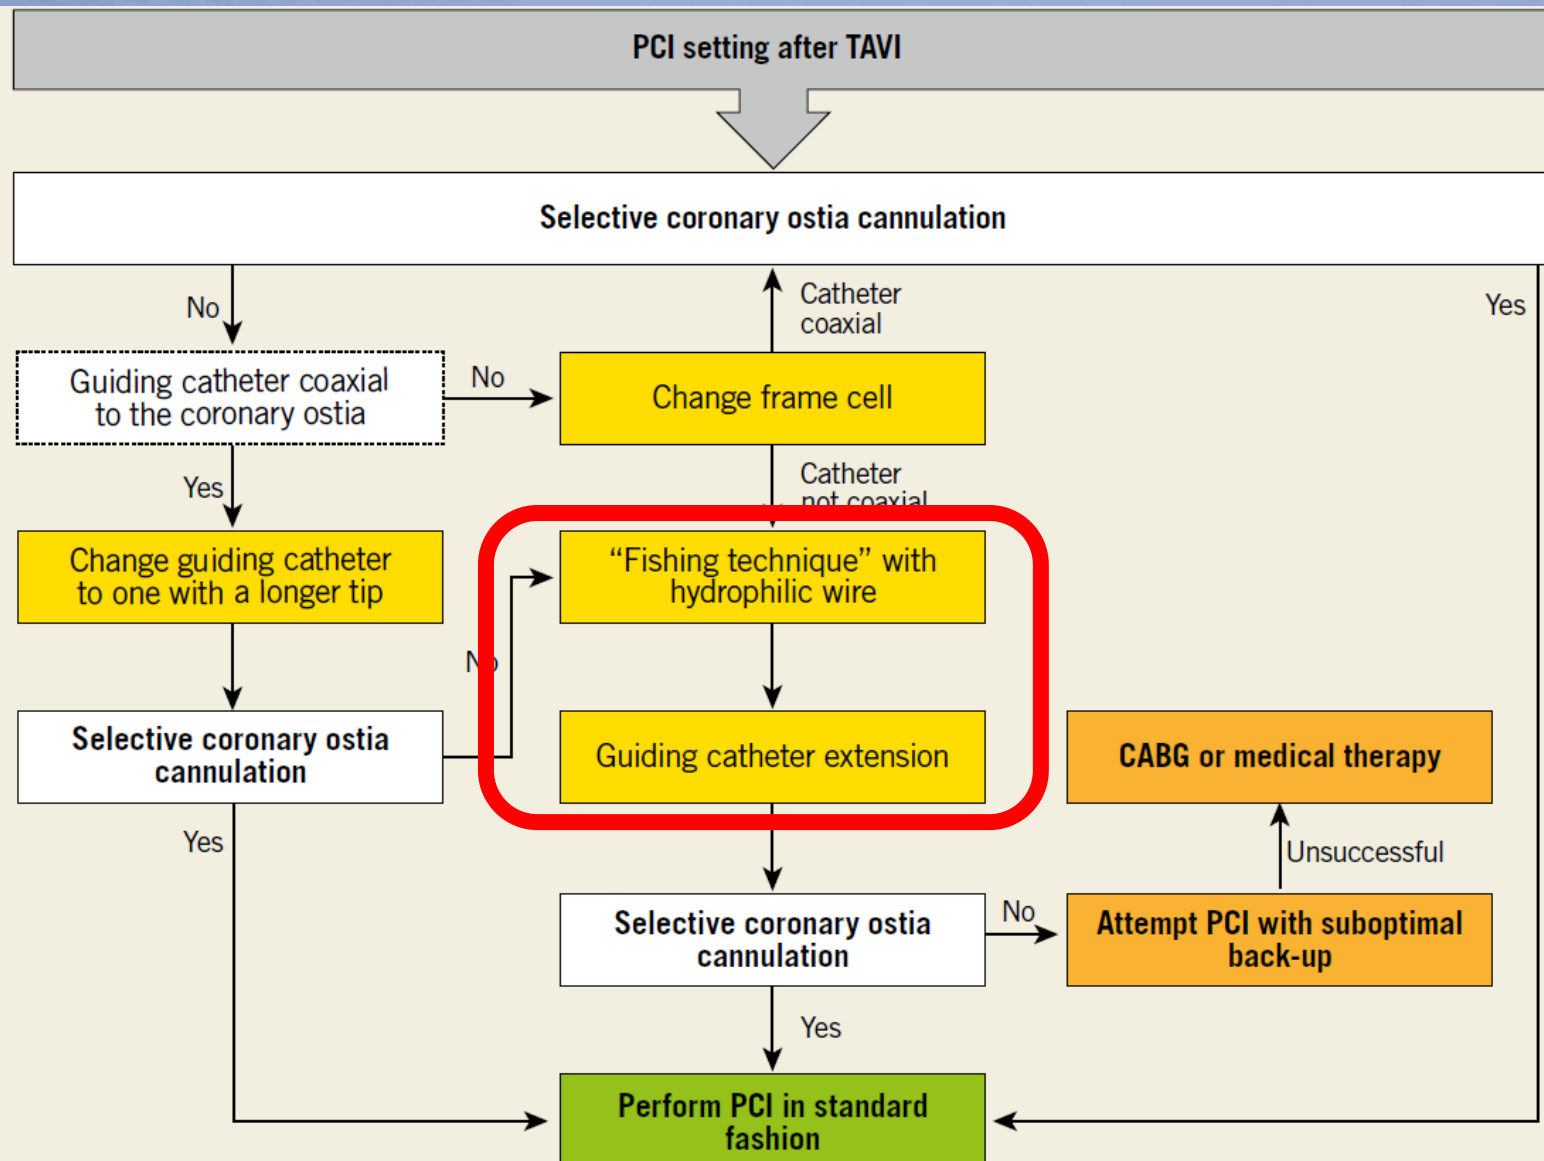 PCI setting after TAVI
Selective coronary ostia cannulation
No
Catheter
coaxial
Yes
Guiding catheter coaxial
to the coronary ostia
No
Change frame cell
Yes
Catheter
not coaxial
Change guiding catheter
to one with a longer tip
“Fishing technique” with
hydrophilic wire
No
Selective coronary ostia
cannulation
Guiding catheter extension
CABG or medical therapy
Yes
Unsuccessful
Selective coronary ostia
cannulation
No
Attempt PCI with suboptimal
back-up
Yes
Perform PCI in standard
fashion